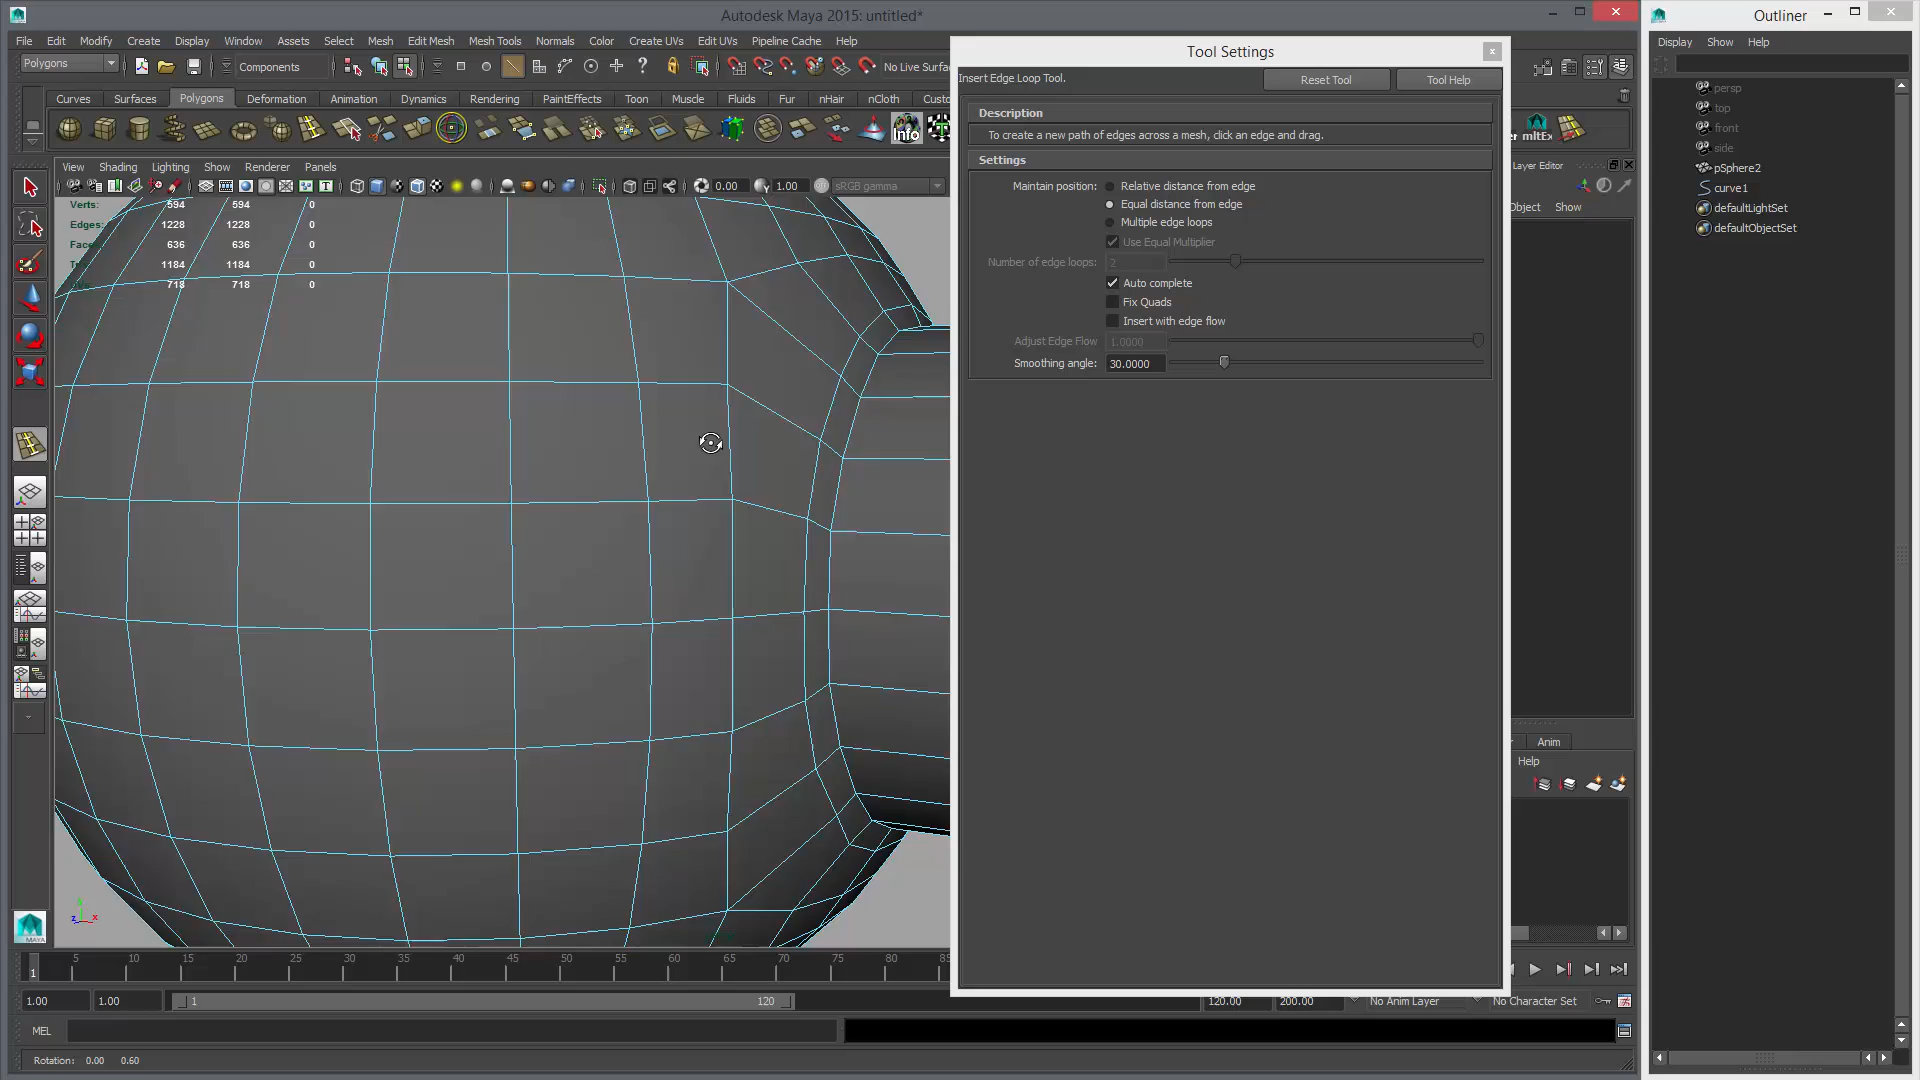 Autodesk Maya 2015: untitled*
Outliner
File Edit Modify Create Display Window Assets Select Mesh Edit Mesh Mesh Tools Normals Color Create UVs Edit UVs Pipeline Cache Help
Display Show Help
Polygons
Components
No Live Surfac
Curves Surfaces Polygons Deformation Animation Dynamics Rendering PaintEffects Toon Muscle Fluids Fur nHair nCloth Custo
Info
View Shading Lighting Show Renderer Panels
0.00 1.00 sRGB gamma
Verts: 594 594 0
Edges: 1228 1228 0
Face 636 636 0
1184 1184 0
718 718 0
Tool Settings
Insert Edge Loop Tool.
Reset Tool
Tool Help
Description
To create a new path of edges across a mesh, click an edge and drag.
Settings
Maintain position: Relative distance from edge
Equal distance from edge
Multiple edge loops
Use Equal Multiplier
Number of edge loops: 2
Auto complete
Fix Quads
Insert with edge flow
Adjust Edge Flow 1.0000
Smoothing angle: 30.0000
mltEx
Layer Editor
Object Show
Anim
Help
persp
top
front
side
pSphere2
curve1
defaultLightSet
defaultObjectSet
MAYA
1 5 10 15 20 25 30 35 40 45 50 55 60 65 70 75 80 85
1.00 1.00 1 120 120.00 200.00 No Anim Layer No Character Set
MEL
Rotation: 0.00 0.60